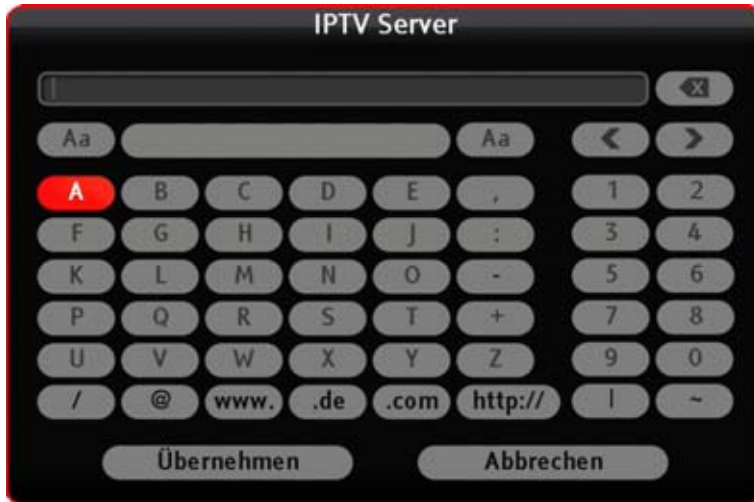 IPTV Server
Aa Aa
A B C D E , 1 2
F G H I J : 3 4
K L M N O - 5 6
P Q R S T + 7 8
U V W X Y Z 9 0
/ @ www. .de .com http:// | ~
Übernehmen Abbrechen